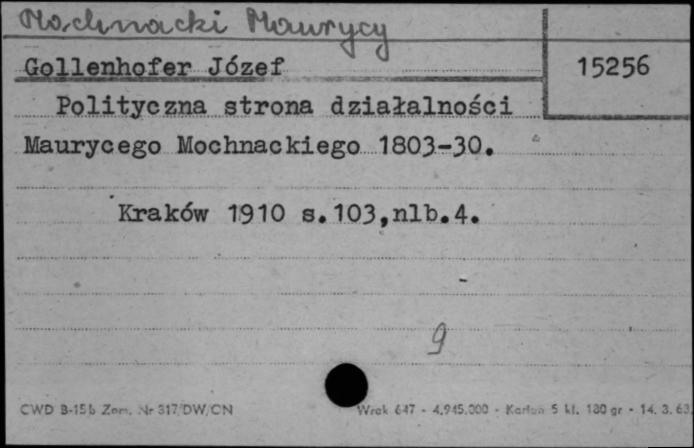 Mochnacki Maurycy
Gollenhofer Józef
15256
Polityczna strona działalności
Maurycego Mochnackiego 1803-30.
Kraków 1910 s.103,nlb.4.
9
CWD B-15b Zam. Nr 317/DW/CN
Wrak 647 - 4.945.000 - Karton 5 kl. 180 gr - 14. 3. 63.